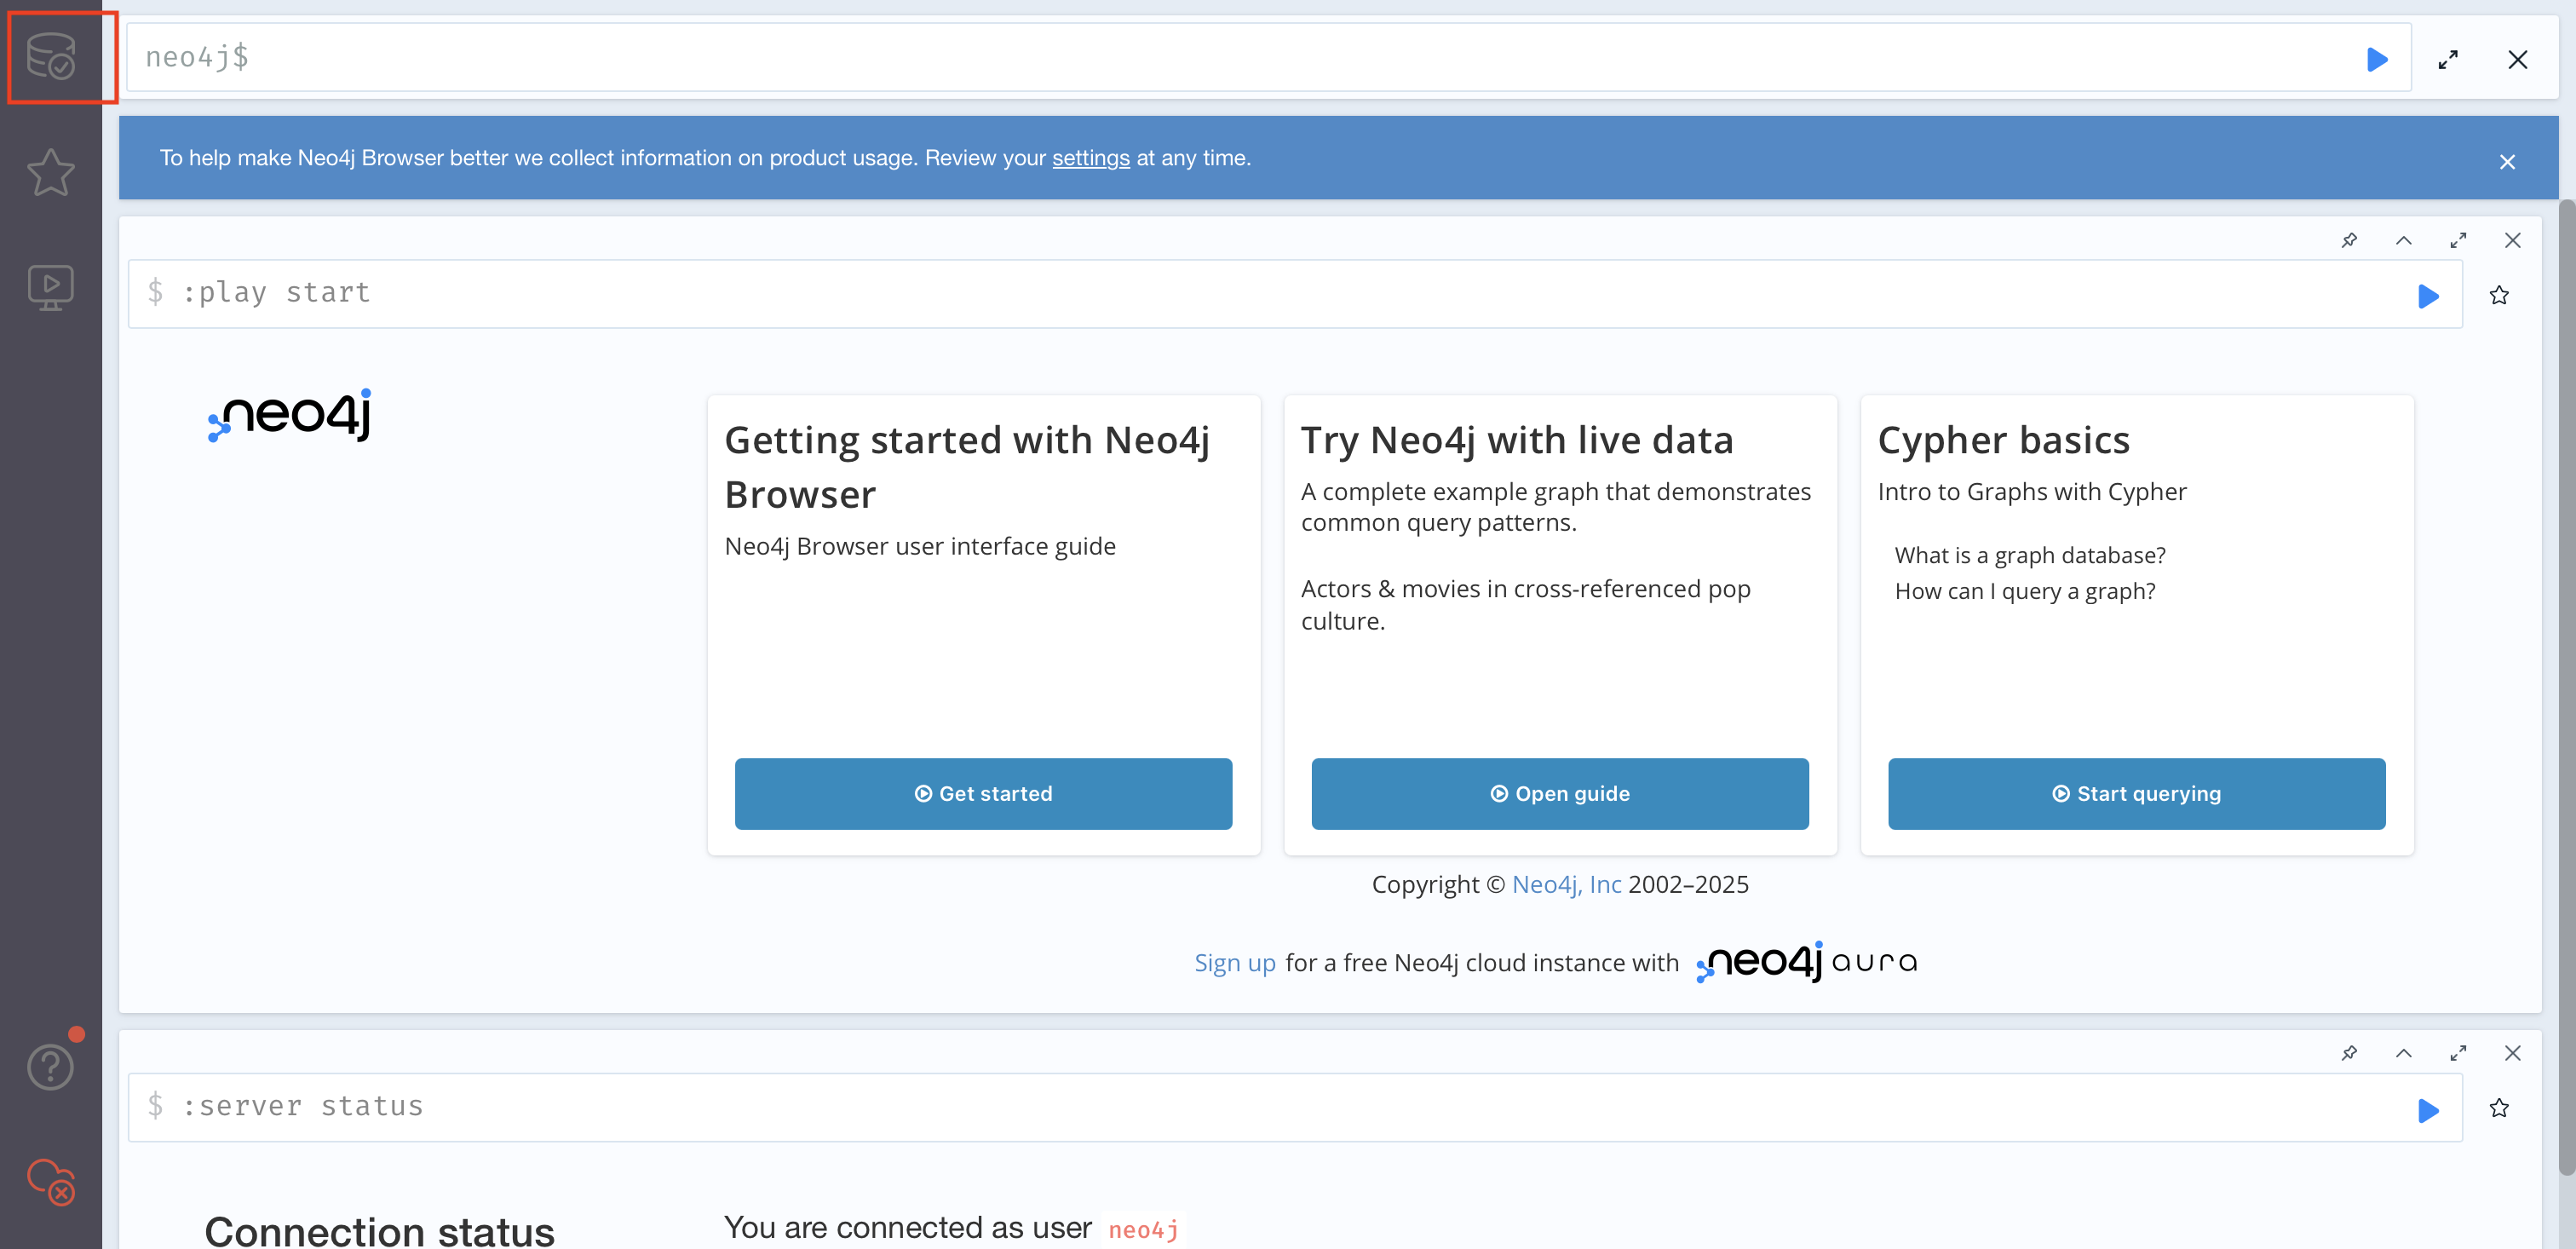 neo4j$
To help make Neo4j Browser better we collect information on product usage. Review your settings at any time.
$ :play start
neo4j
Getting started with Neo4j
Browser
Neo4j Browser user interface guide
Get started
Try Neo4j with live data
A complete example graph that demonstrates
common query patterns.
Actors & movies in cross-referenced pop
culture.
Open guide
Cypher basics
Intro to Graphs with Cypher
What is a graph database?
How can I query a graph?
Start querying
Copyright © Neo4j, Inc 2002–2025
Sign up for a free Neo4j cloud instance with neo4j aura
$ :server status
Connection status
You are connected as user neo4j